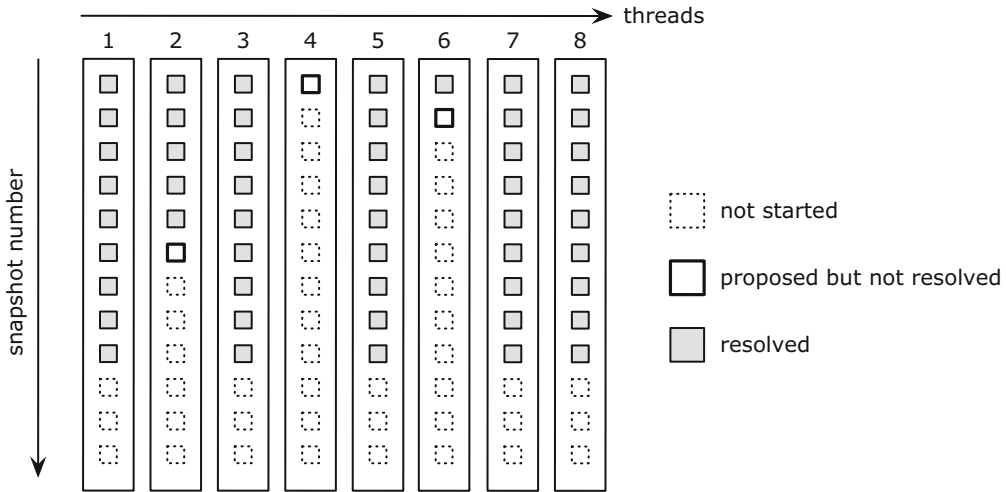 threads
1 2 3 4 5 6 7 8
snapshot number
not started
proposed but not resolved
resolved